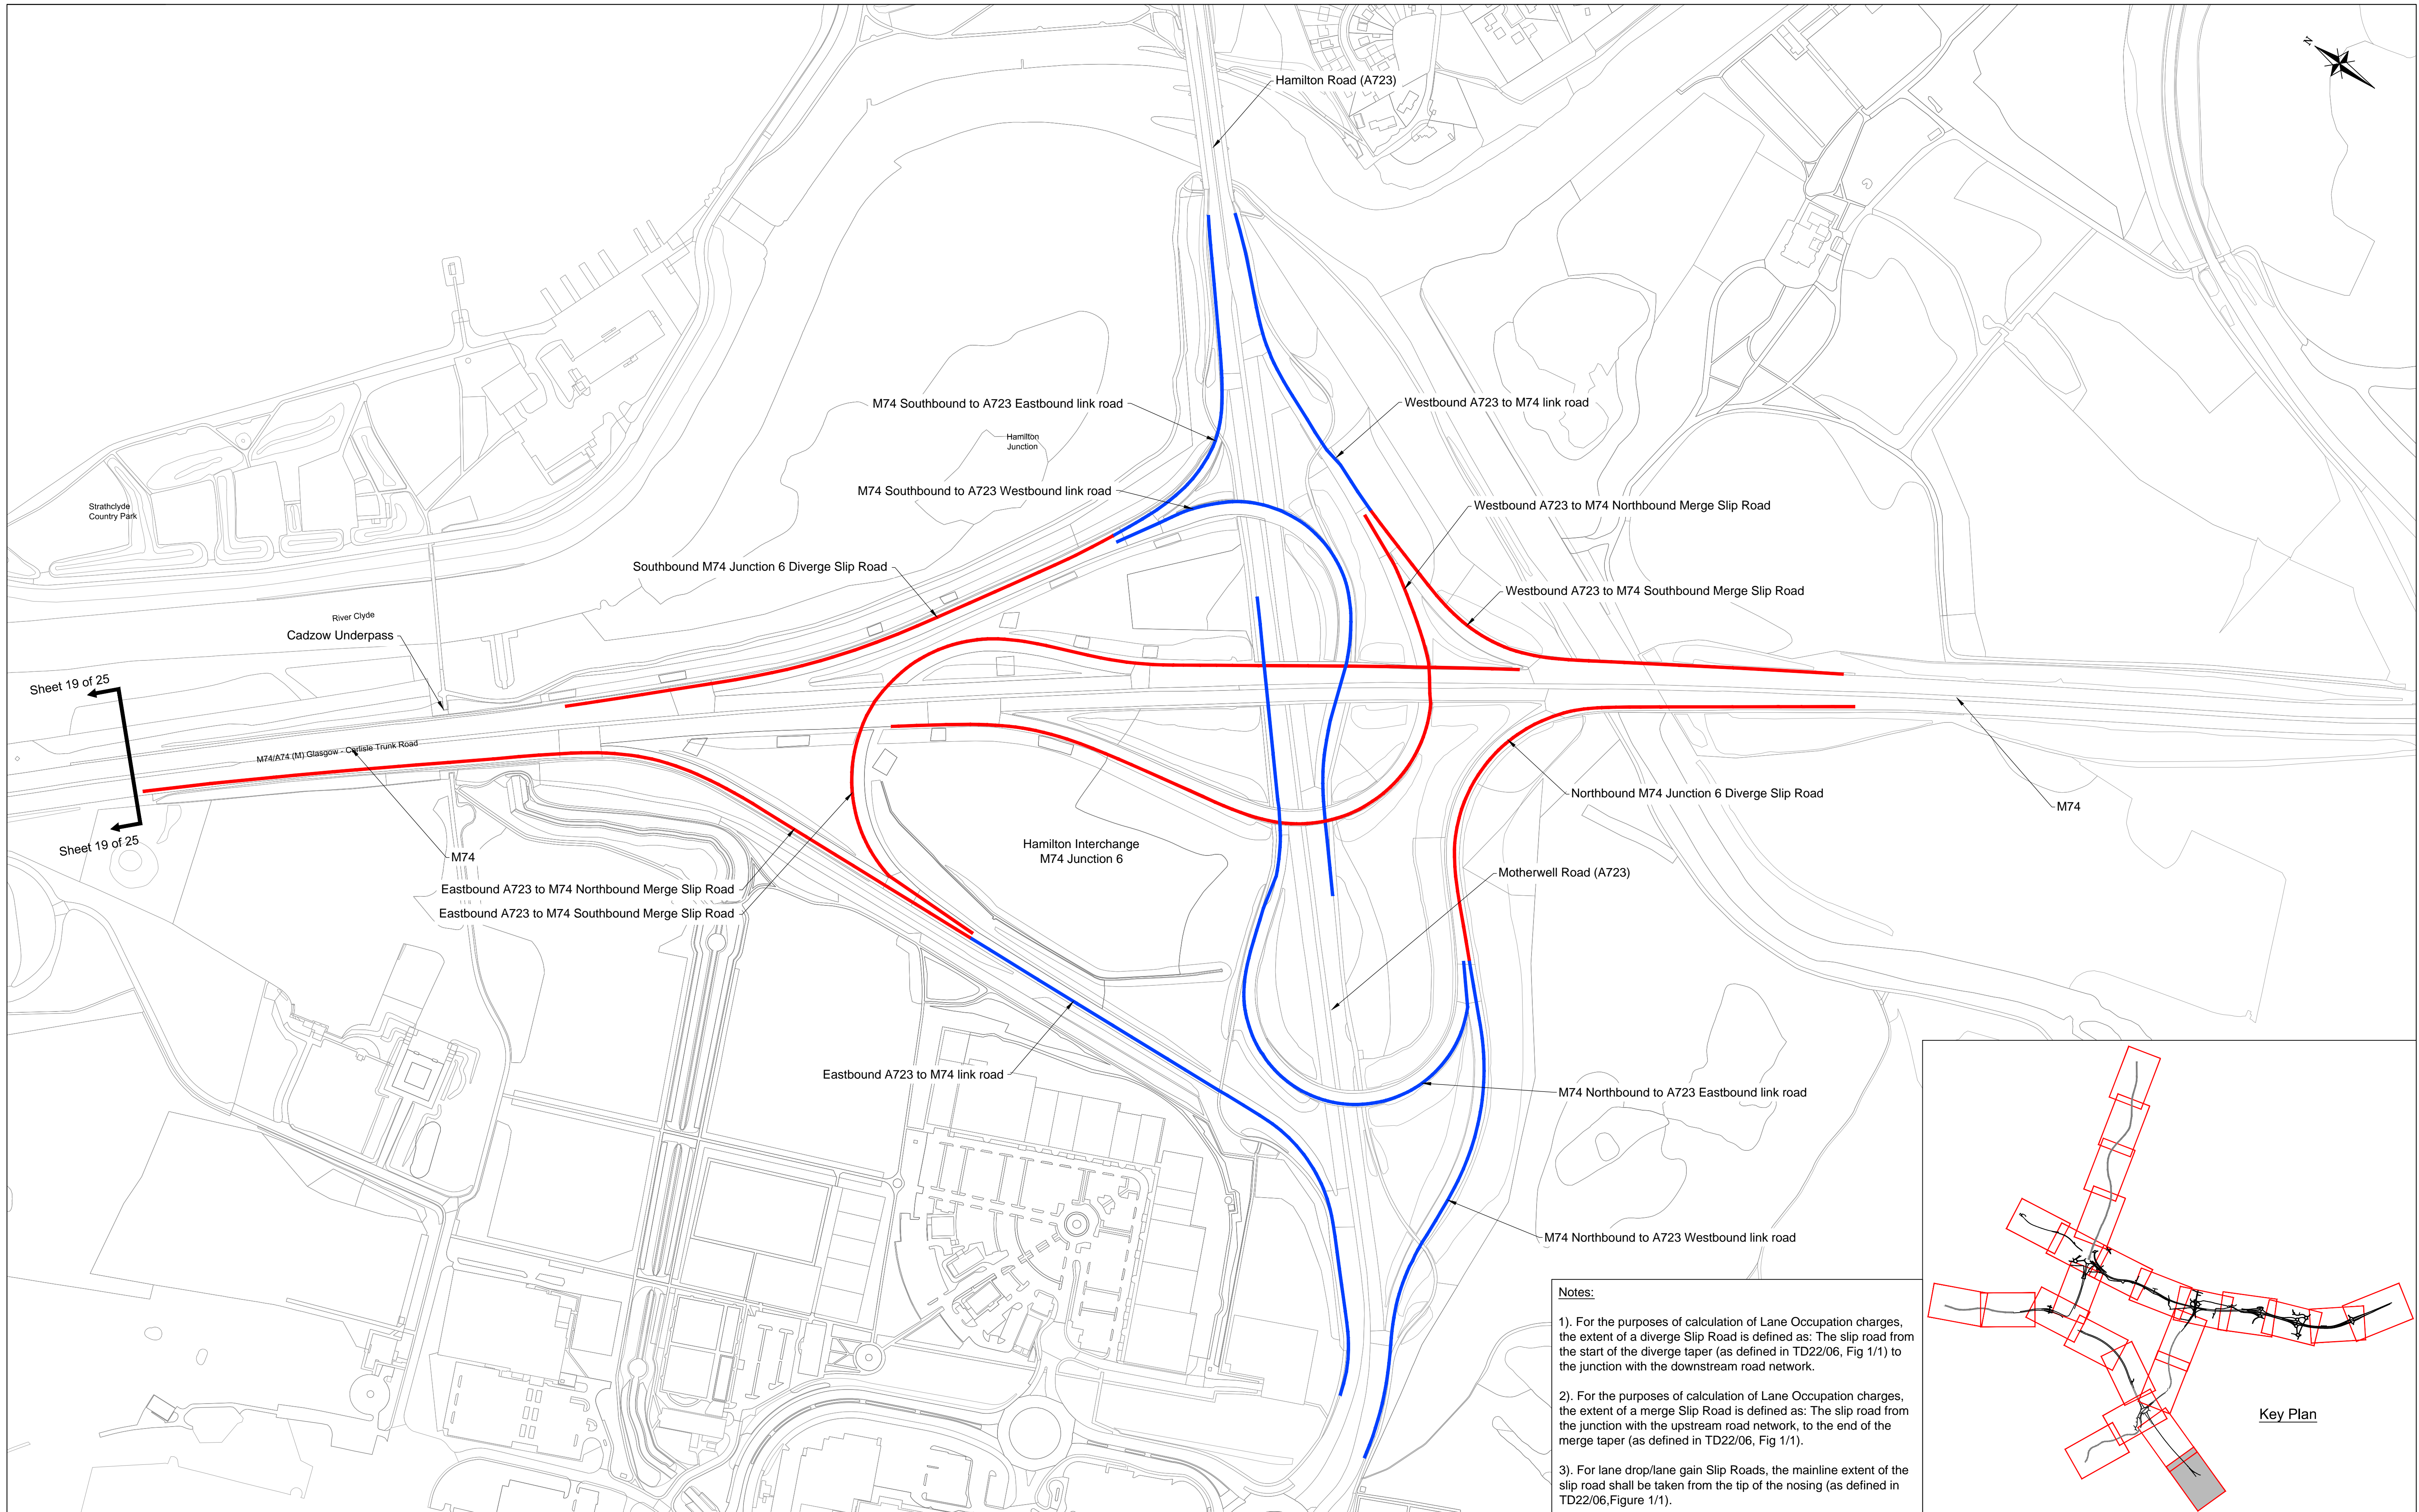 N
Hamilton Road (A723)
M74 Southbound to A723 Eastbound link road
Westbound A723 to M74 link road
Hamilton
Junction
M74 Southbound to A723 Westbound link road
Westbound A723 to M74 Northbound Merge Slip Road
Strathclyde
Country Park
Southbound M74 Junction 6 Diverge Slip Road
Westbound A723 to M74 Southbound Merge Slip Road
River Clyde
Cadzow Underpass
Sheet 19 of 25
M74/A74 (M) Glasgow - Carlisle Trunk Road
Northbound M74 Junction 6 Diverge Slip Road
M74
Sheet 19 of 25
M74
Hamilton Interchange
M74 Junction 6
Motherwell Road (A723)
Eastbound A723 to M74 Northbound Merge Slip Road
Eastbound A723 to M74 Southbound Merge Slip Road
Eastbound A723 to M74 link road
M74 Northbound to A723 Eastbound link road
M74 Northbound to A723 Westbound link road
Notes:
1). For the purposes of calculation of Lane Occupation charges,
the extent of a diverge Slip Road is defined as: The slip road from
the start of the diverge taper (as defined in TD22/06, Fig 1/1) to
the junction with the downstream road network.
2). For the purposes of calculation of Lane Occupation charges,
the extent of a merge Slip Road is defined as: The slip road from
the junction with the upstream road network, to the end of the
merge taper (as defined in TD22/06, Fig 1/1).
3). For lane drop/lane gain Slip Roads, the mainline extent of the
slip road shall be taken from the tip of the nosing (as defined in
TD22/06,Figure 1/1).
Key Plan